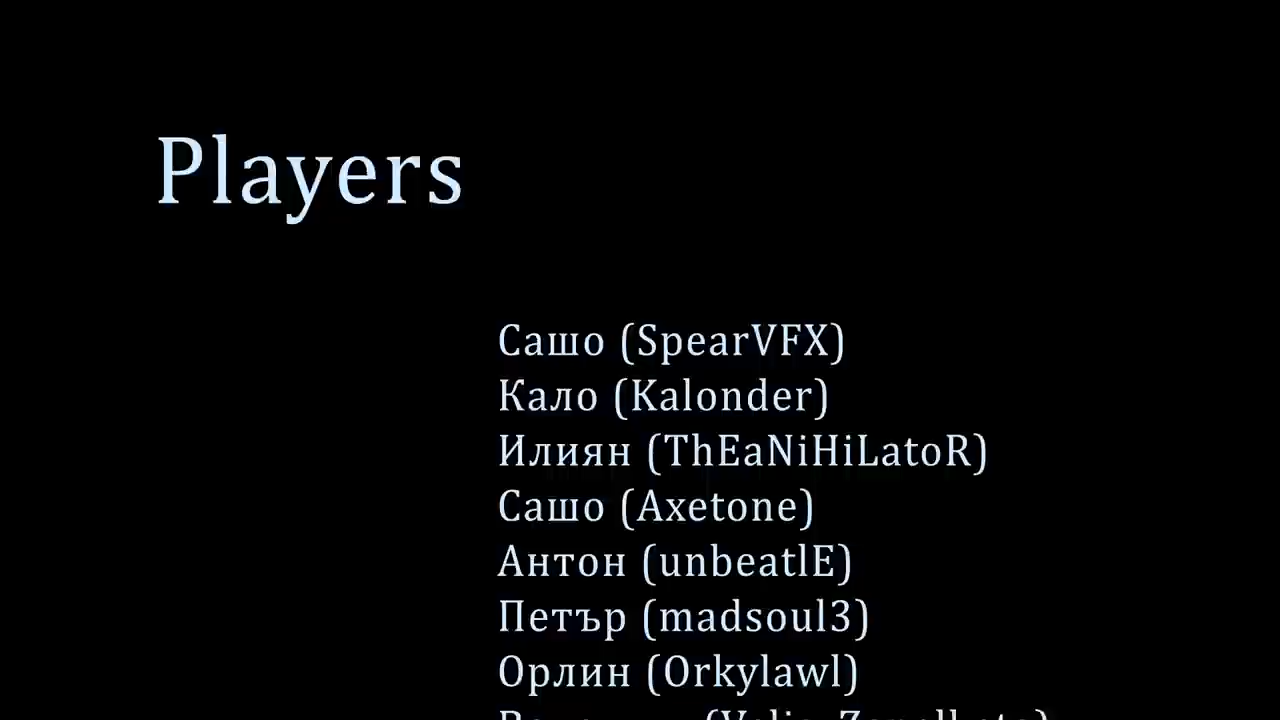 Players
Сашо (SpearVFX)
Кало (Kalonder)
Илиян (ThEaNiHiLatoR)
Сашо (Axetone)
Антон (unbeatlE)
Петър (madsoul3)
Орлин (Orkylawl)